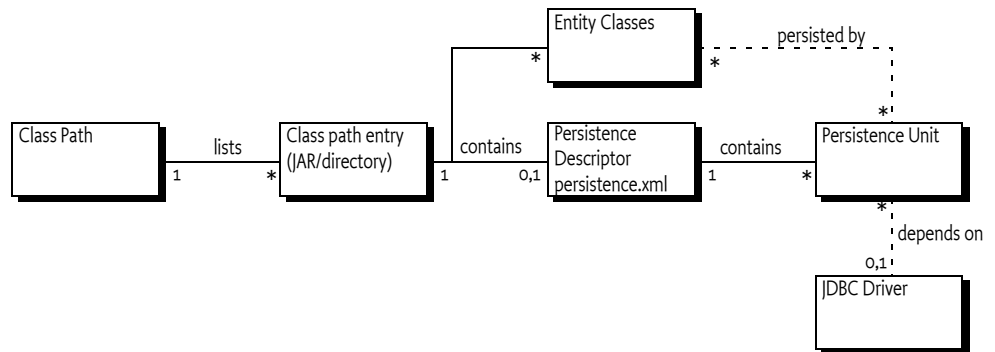 Entity Classes
persisted by
*
*
*
Class Path
lists
1
*
Class path entry
(JAR/directory)
contains
1
0,1
Persistence
Descriptor
persistence.xml
contains
1
*
Persistence Unit
*
depends on
0,1
JDBC Driver